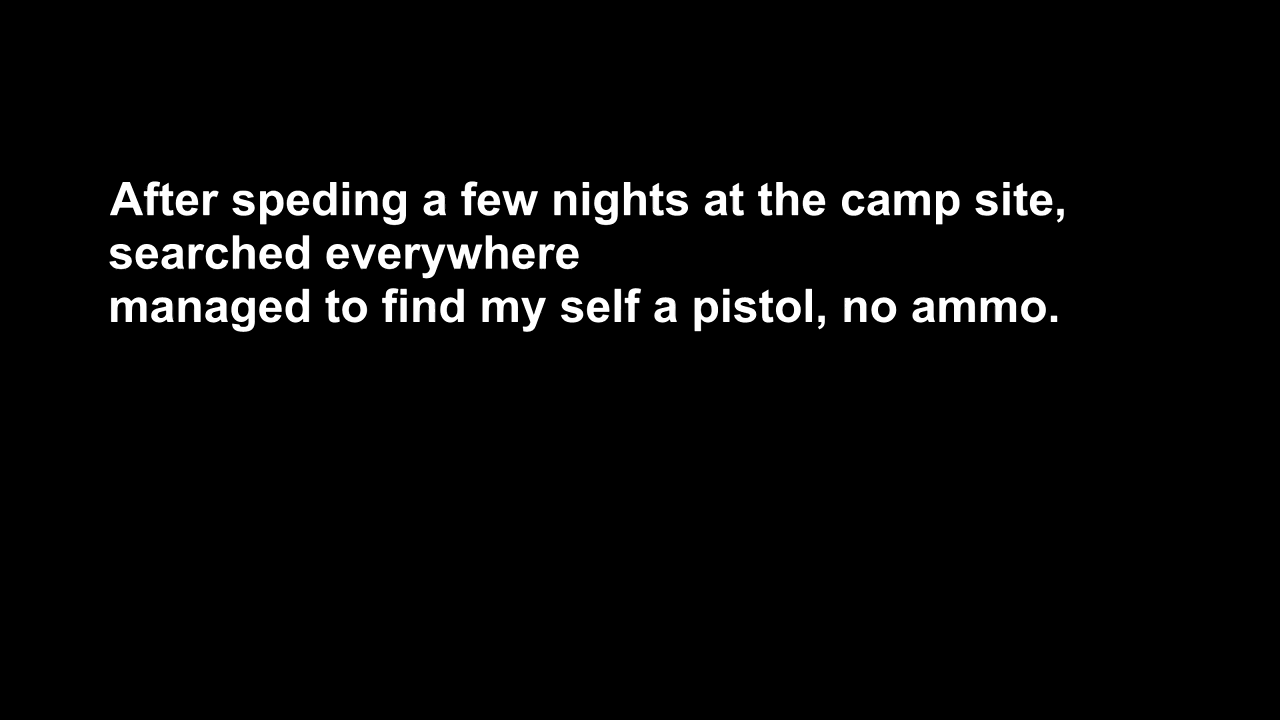 After speding a few nights at the camp site,
searched everywhere
managed to find my self a pistol, no ammo.